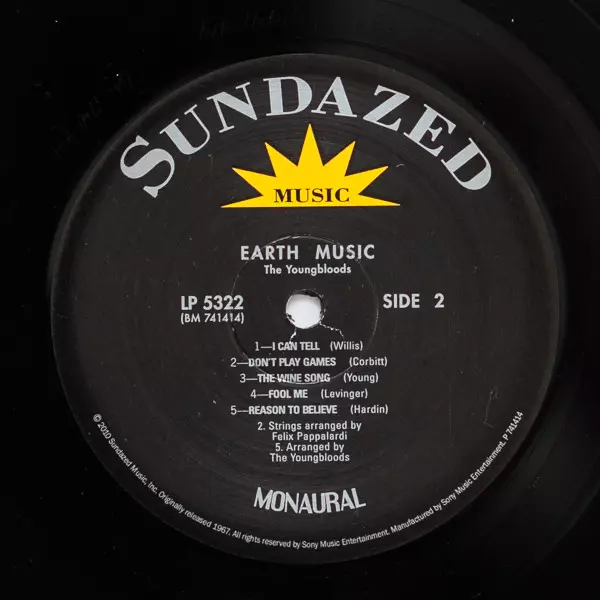 SUNDAZED
MUSIC
EARTH MUSIC
The Youngbloods
LP 5322
(BM 741414)
SIDE 2
1—I CAN TELL (Willis)
2—DON'T PLAY GAMES (Corbitt)
3—THE WINE SONG (Young)
4—FOOL ME (Levinger)
5—REASON TO BELIEVE (Hardin)
2. Strings arranged by
Felix Pappalardi
5. Arranged by
The Youngbloods
MONAURAL
© 2010 Sundazed Music, Inc. Originally released 1967. All rights reserved by Sony Music Entertainment. Manufactured by Sony Music Entertainment. P 741414